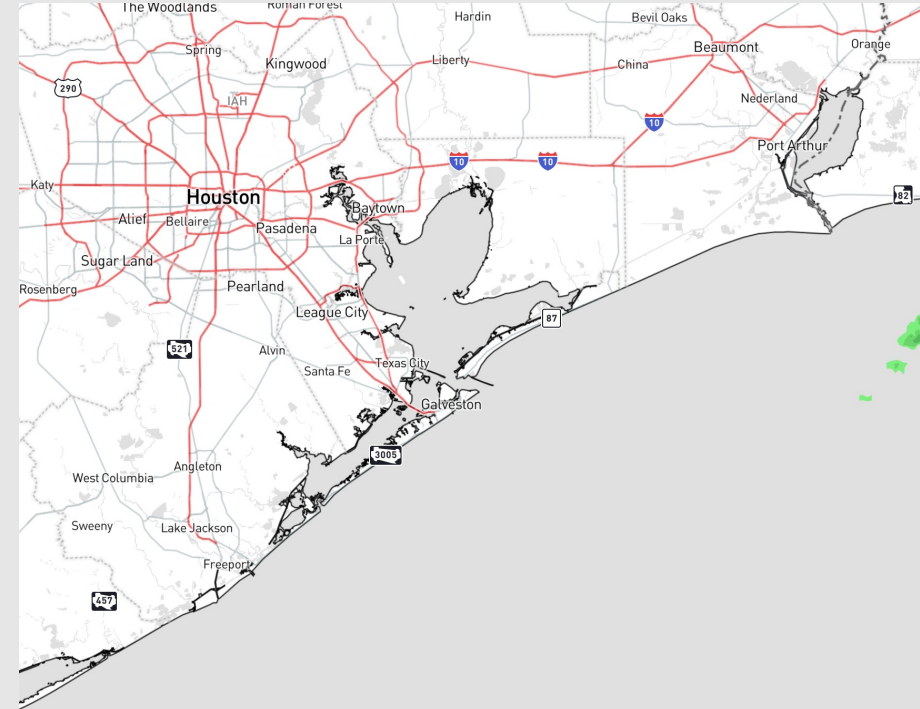 The Woodlands
Roman Forest
Hardin
Bevil Oaks
Spring
Beaumont
Orange
Kingwood
Liberty
China
290
IAH
Nederland
10
Port Arthur
10
10
Katy
82
Houston
Baytown
Alief
Bellaire
Pasadena
La Porte
Sugar Land
Rosenberg
Pearland
League City
87
521
Alvin
Santa Fe
Texas City
Galveston
3005
Angleton
West Columbia
Sweeny
Lake Jackson
Freeport
457